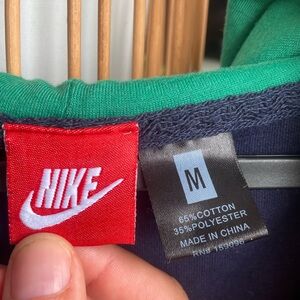 NIKE
M
65%COTTON
35%POLYESTER
MADE IN CHINA